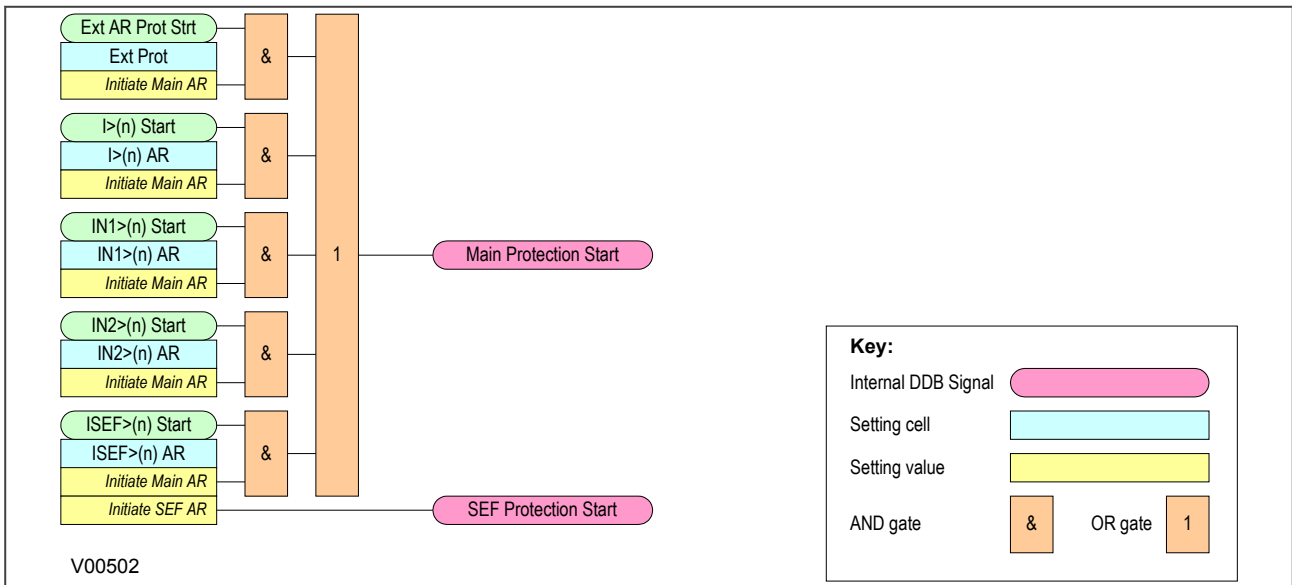 Ext AR Prot Strt
Ext Prot
Initiate Main AR
&
I>(n) Start
I>(n) AR
Initiate Main AR
&
IN1>(n) Start
IN1>(n) AR
Initiate Main AR
&
1
Main Protection Start
IN2>(n) Start
IN2>(n) AR
Initiate Main AR
&
ISEF>(n) Start
ISEF>(n) AR
Initiate Main AR
&
Initiate SEF AR
SEF Protection Start
Key:
Internal DDB Signal
Setting cell
Setting value
AND gate & OR gate 1
V00502